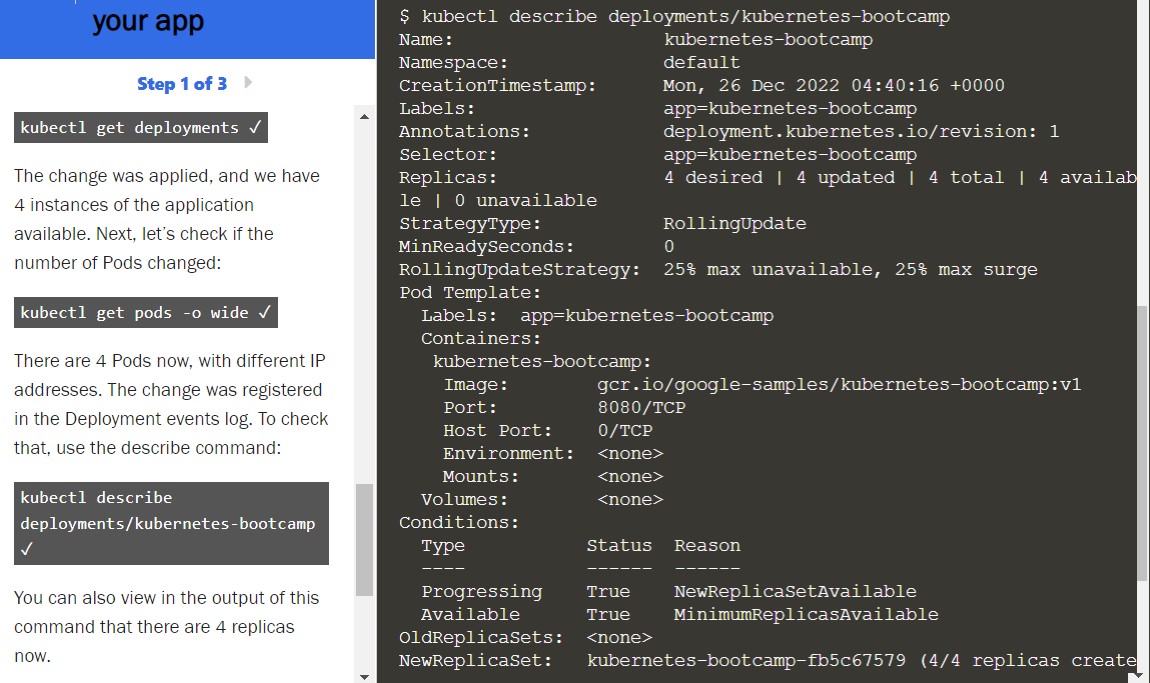 your app
Step 1 of 3
kubectl get deployments ✓
The change was applied, and we have
4 instances of the application
available. Next, let’s check if the
number of Pods changed:
kubectl get pods -o wide ✓
There are 4 Pods now, with different IP
addresses. The change was registered
in the Deployment events log. To check
that, use the describe command:
kubectl describe
deployments/kubernetes-bootcamp
✓
You can also view in the output of this
command that there are 4 replicas
now.
$ kubectl describe deployments/kubernetes-bootcamp
Name: kubernetes-bootcamp
Namespace: default
CreationTimestamp: Mon, 26 Dec 2022 04:40:16 +0000
Labels: app=kubernetes-bootcamp
Annotations: deployment.kubernetes.io/revision: 1
Selector: app=kubernetes-bootcamp
Replicas: 4 desired | 4 updated | 4 total | 4 availab
le | 0 unavailable
StrategyType: RollingUpdate
MinReadySeconds: 0
RollingUpdateStrategy: 25% max unavailable, 25% max surge
Pod Template:
Labels: app=kubernetes-bootcamp
Containers:
kubernetes-bootcamp:
Image: gcr.io/google-samples/kubernetes-bootcamp:v1
Port: 8080/TCP
Host Port: 0/TCP
Environment: <none>
Mounts: <none>
Volumes: <none>
Conditions:
Type Status Reason
---- ------ ------
Progressing True NewReplicaSetAvailable
Available True MinimumReplicasAvailable
OldReplicaSets: <none>
NewReplicaSet: kubernetes-bootcamp-fb5c67579 (4/4 replicas create